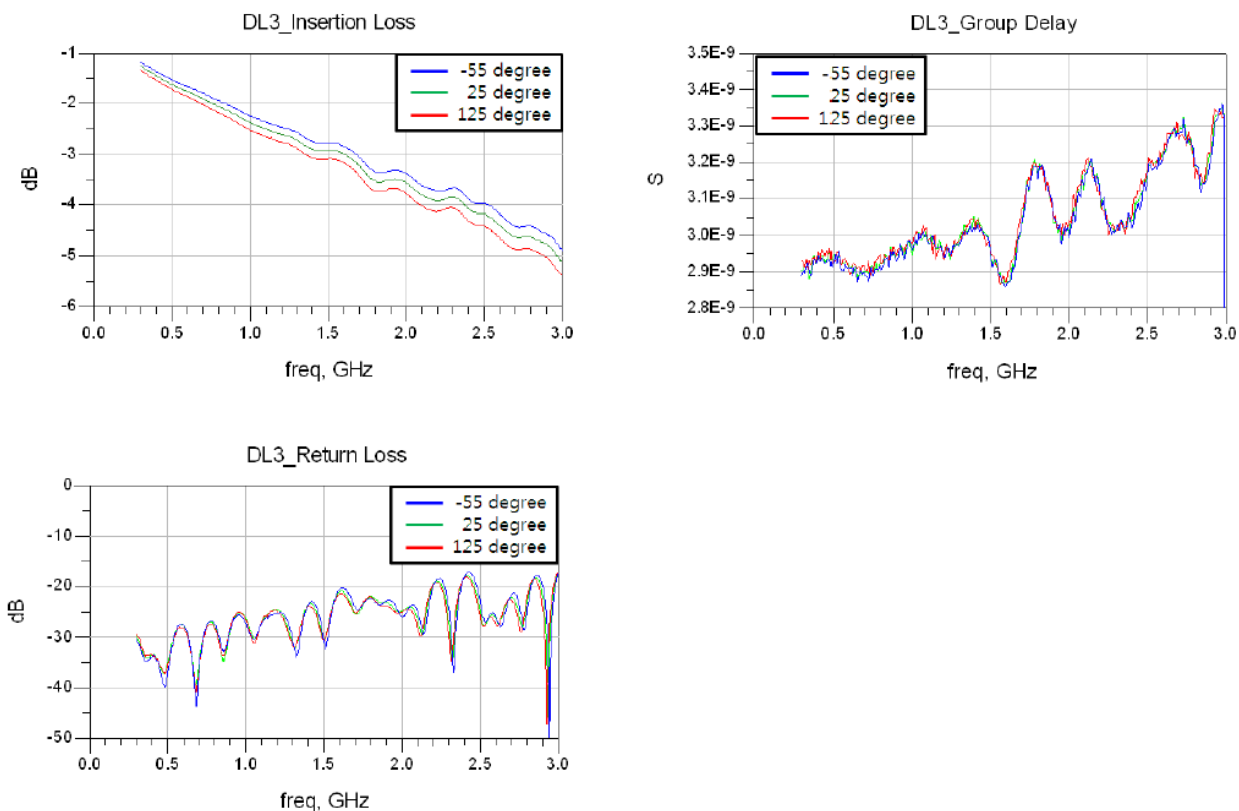 DL3_Insertion Loss
-1
-2
-3
-4
-5
-6
dB
-55 degree
25 degree
125 degree
0.0
0.5
1.0
1.5
2.0
2.5
3.0
freq, GHz
DL3_Group Delay
3.5E-9
3.4E-9
3.3E-9
3.2E-9
3.1E-9
3.0E-9
2.9E-9
2.8E-9
S
-55 degree
25 degree
125 degree
0.0
0.5
1.0
1.5
2.0
2.5
3.0
freq, GHz
DL3_Return Loss
0
-10
-20
-30
-40
-50
dB
-55 degree
25 degree
125 degree
0.0
0.5
1.0
1.5
2.0
2.5
3.0
freq, GHz